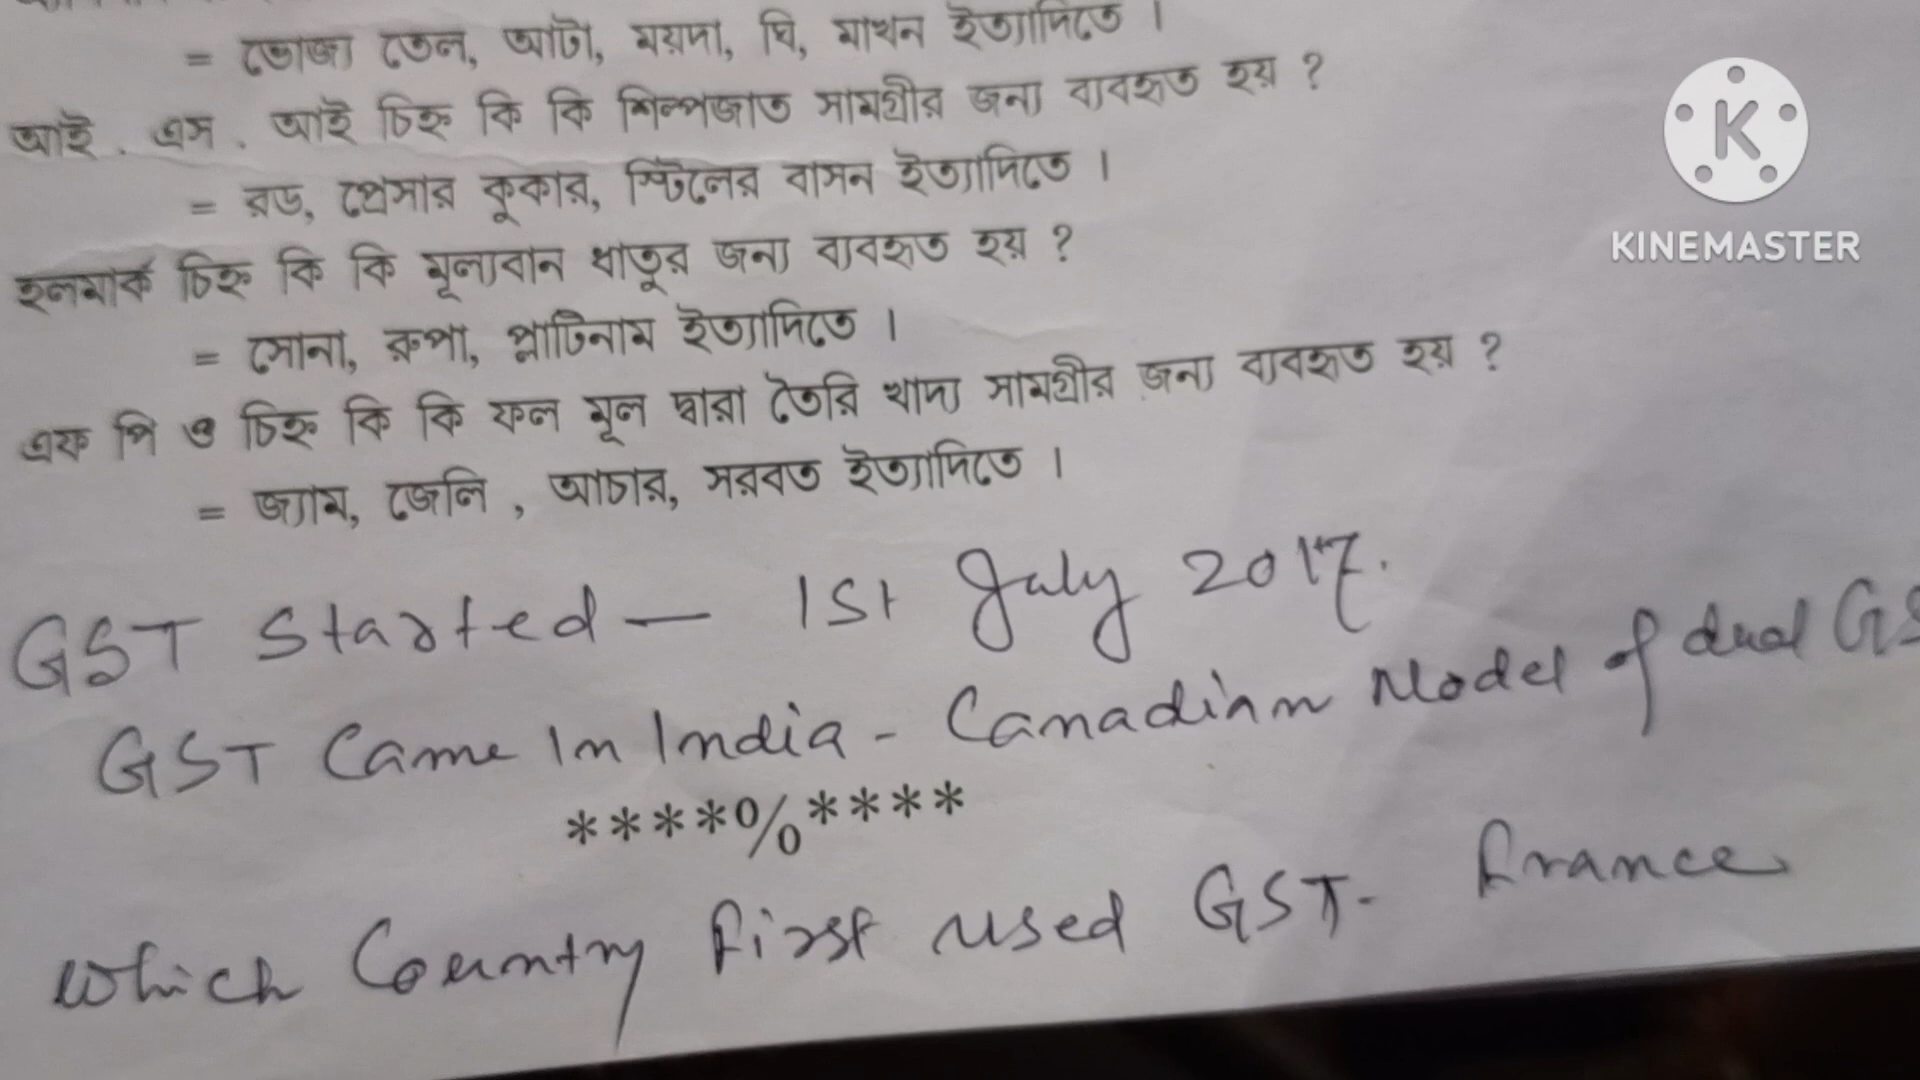 = ভোজ্য তেল, আটা, ময়দা, ঘি, মাখন ইত্যাদিতে ।
আই . এস . আই চিহ্ন কি কি শিল্পজাত সামগ্রীর জন্য ব্যবহৃত হয় ?
= রড, প্রেসার কুকার, স্টিলের বাসন ইত্যাদিতে ।
হলমার্ক চিহ্ন কি কি মূল্যবান ধাতুর জন্য ব্যবহৃত হয় ?
= সোনা, রুপা, প্লাটিনাম ইত্যাদিতে ।
এফ পি ও চিহ্ন কি কি ফল মূল দ্বারা তৈরি খাদ্য সামগ্রীর জন্য ব্যবহৃত হয় ?
= জ্যাম, জেলি , আচার, সরবত ইত্যাদিতে ।
GST Started — 1St July 2017.
GST Came In India - Canadian Model of dual GS
****%****
which Country first used GST- france
KINEMASTER